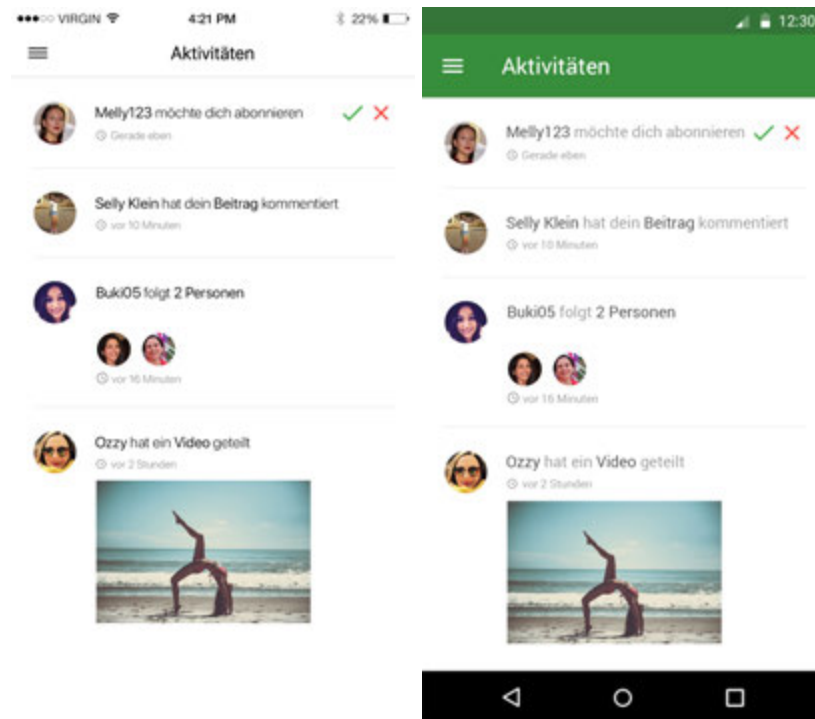 VIRGIN 4:21 PM 22%
Aktivitäten
Melly123 möchte dich abonnieren
Gerade eben
Selly Klein hat dein Beitrag kommentiert
vor 10 Minuten
Buki05 folgt 2 Personen
vor 16 Minuten
Ozzy hat ein Video geteilt
vor 2 Stunden
12:30
Aktivitäten
Melly123 möchte dich abonnieren
Gerade eben
Selly Klein hat dein Beitrag kommentiert
vor 10 Minuten
Buki05 folgt 2 Personen
vor 16 Minuten
Ozzy hat ein Video geteilt
vor 2 Stunden